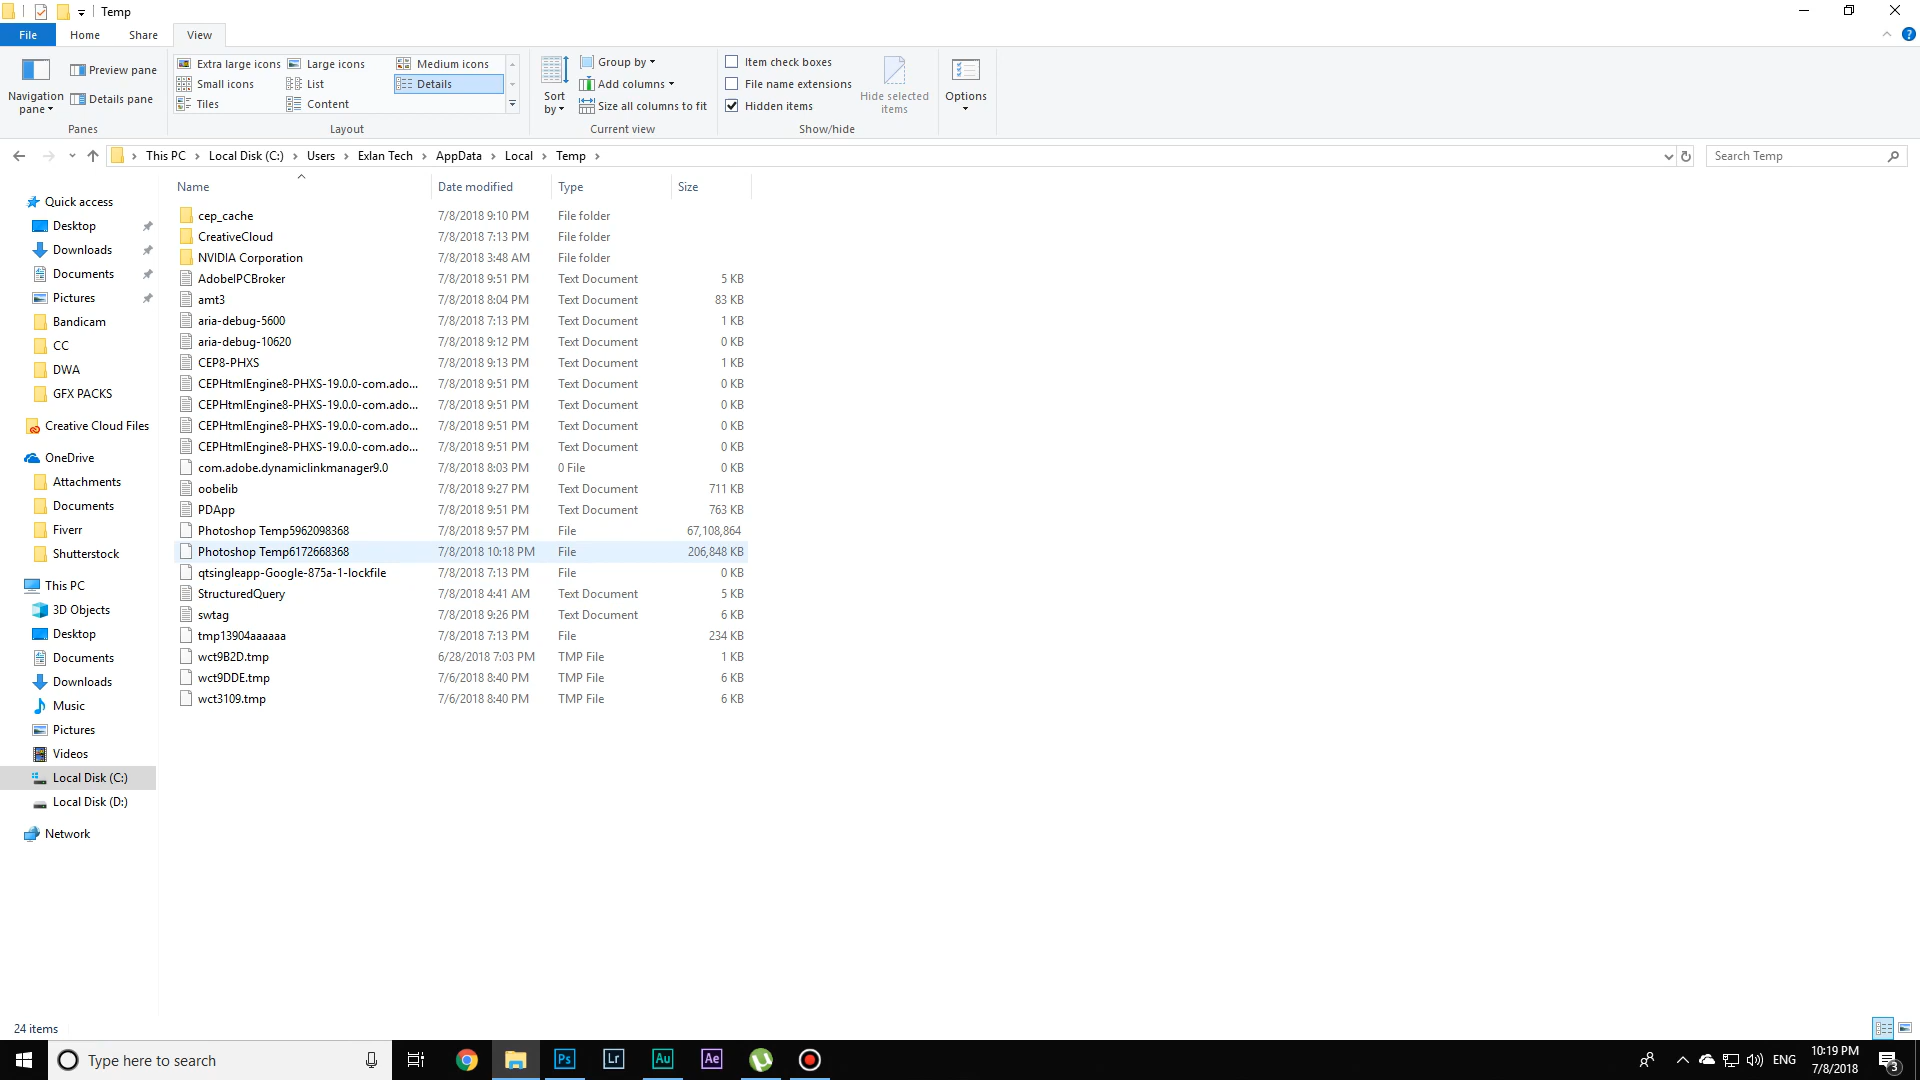 Temp
File Home Share View
Navigation pane
Preview pane
Details pane
Panes
Extra large icons Large icons Medium icons
Small icons List Details
Tiles Content
Layout
Sort by
Group by
Add columns
Size all columns to fit
Current view
Item check boxes
File name extensions
Hidden items
Hide selected items
Show/hide
Options
This PC Local Disk (C:) Users Exlan Tech AppData Local Temp
Search Temp
Quick access
Desktop
Downloads
Documents
Pictures
Bandicam
CC
DWA
GFX PACKS
Creative Cloud Files
OneDrive
Attachments
Documents
Fiverr
Shutterstock
This PC
3D Objects
Desktop
Documents
Downloads
Music
Pictures
Videos
Local Disk (C:)
Local Disk (D:)
Network
Name Date modified Type Size
cep_cache 7/8/2018 9:10 PM File folder
CreativeCloud 7/8/2018 7:13 PM File folder
NVIDIA Corporation 7/8/2018 3:48 AM File folder
AdobeIPCBroker 7/8/2018 9:51 PM Text Document 5 KB
amt3 7/8/2018 8:04 PM Text Document 83 KB
aria-debug-5600 7/8/2018 7:13 PM Text Document 1 KB
aria-debug-10620 7/8/2018 9:12 PM Text Document 0 KB
CEP8-PHXS 7/8/2018 9:13 PM Text Document 1 KB
CEPHtmlEngine8-PHXS-19.0.0-com.ado... 7/8/2018 9:51 PM Text Document 0 KB
CEPHtmlEngine8-PHXS-19.0.0-com.ado... 7/8/2018 9:51 PM Text Document 0 KB
CEPHtmlEngine8-PHXS-19.0.0-com.ado... 7/8/2018 9:51 PM Text Document 0 KB
CEPHtmlEngine8-PHXS-19.0.0-com.ado... 7/8/2018 9:51 PM Text Document 0 KB
com.adobe.dynamiclinkmanager9.0 7/8/2018 8:03 PM 0 File 0 KB
oobelib 7/8/2018 9:27 PM Text Document 711 KB
PDApp 7/8/2018 9:51 PM Text Document 763 KB
Photoshop Temp5962098368 7/8/2018 9:57 PM File 67,108,864
Photoshop Temp6172668368 7/8/2018 10:18 PM File 206,848 KB
qtsingleapp-Google-875a-1-lockfile 7/8/2018 7:13 PM File 0 KB
StructuredQuery 7/8/2018 4:41 AM Text Document 5 KB
swtag 7/8/2018 9:26 PM Text Document 6 KB
tmp13904aaaaaa 7/8/2018 7:13 PM File 234 KB
wct9B2D.tmp 6/28/2018 7:03 PM TMP File 1 KB
wct9DDE.tmp 7/6/2018 8:40 PM TMP File 6 KB
wct3109.tmp 7/6/2018 8:40 PM TMP File 6 KB
24 items
Type here to search
Ps Lr Au Ae
ENG
10:19 PM
7/8/2018
3